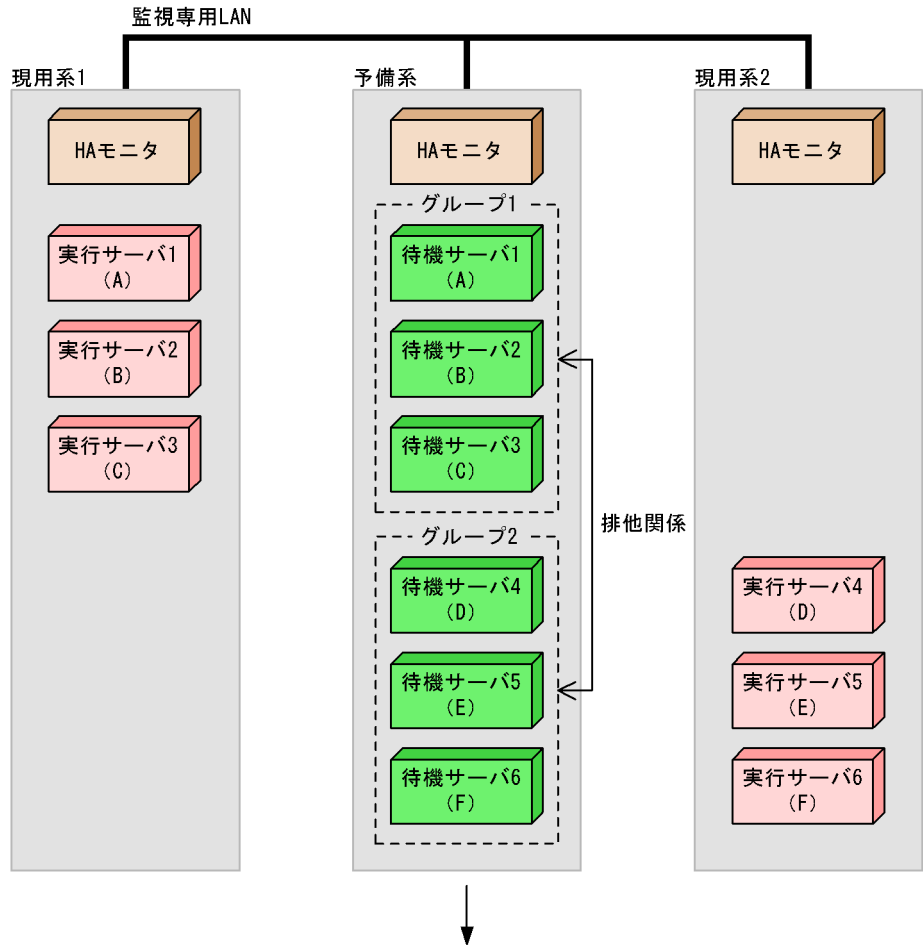 監視専用LAN
現用系1
予備系
現用系2
HAモニタ
HAモニタ
HAモニタ
グループ1
実行サーバ1
(A)
待機サーバ1
(A)
実行サーバ2
(B)
待機サーバ2
(B)
実行サーバ3
(C)
待機サーバ3
(C)
排他関係
グループ2
待機サーバ4
(D)
実行サーバ4
(D)
待機サーバ5
(E)
実行サーバ5
(E)
待機サーバ6
(F)
実行サーバ6
(F)